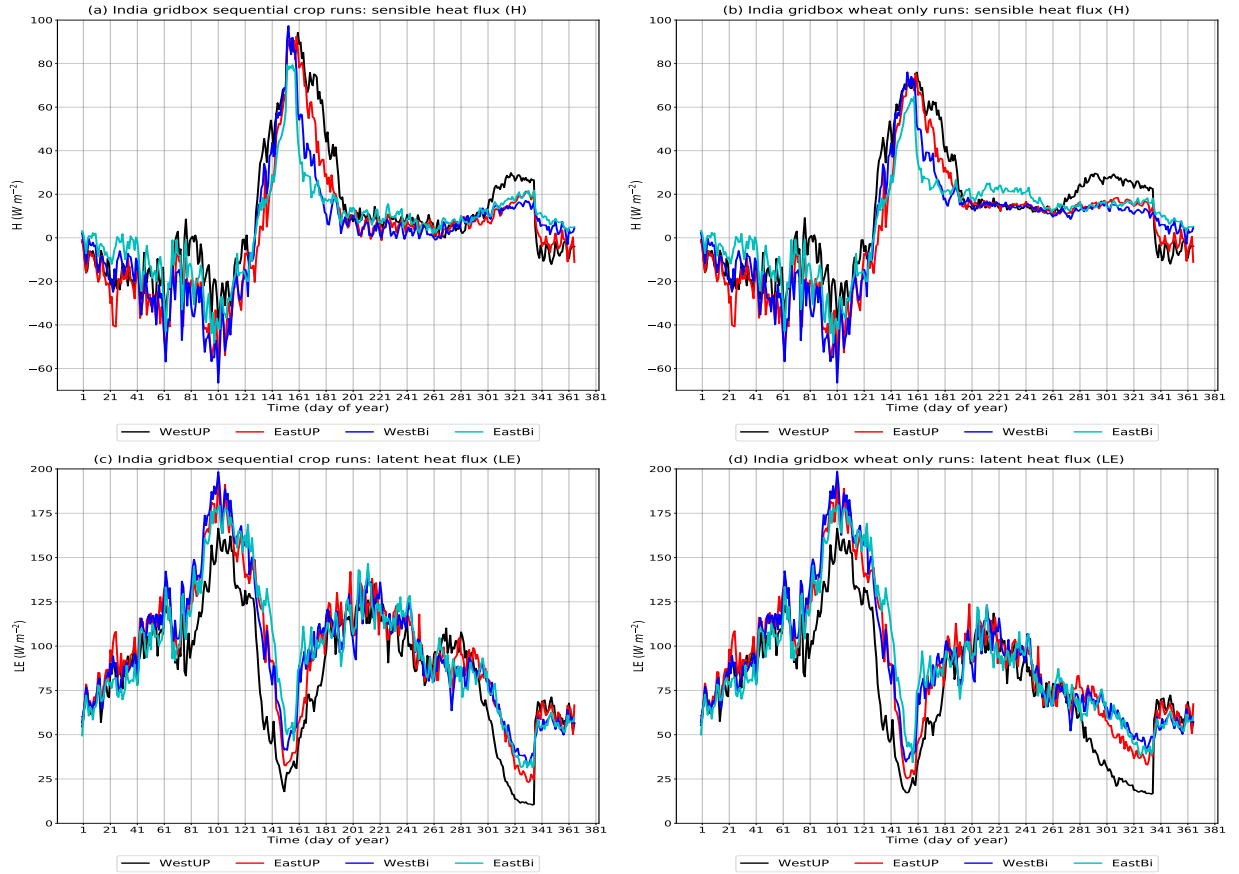 (a) India gridbox sequential crop runs: sensible heat flux (H)
100
80
60
40
20
0
−20
−40
−60
H (W m⁻²)
1 21 41 61 81 101 121 141 161 181 201 221 241 261 281 301 321 341 361 381
Time (day of year)
WestUP EastUP WestBi EastBi
(b) India gridbox wheat only runs: sensible heat flux (H)
100
80
60
40
20
0
−20
−40
−60
H (W m⁻²)
1 21 41 61 81 101 121 141 161 181 201 221 241 261 281 301 321 341 361 381
Time (day of year)
WestUP EastUP WestBi EastBi
(c) India gridbox sequential crop runs: latent heat flux (LE)
200
175
150
125
100
75
50
25
0
LE (W m⁻²)
1 21 41 61 81 101 121 141 161 181 201 221 241 261 281 301 321 341 361 381
Time (day of year)
WestUP EastUP WestBi EastBi
(d) India gridbox wheat only runs: latent heat flux (LE)
200
175
150
125
100
75
50
25
0
LE (W m⁻²)
1 21 41 61 81 101 121 141 161 181 201 221 241 261 281 301 321 341 361 381
Time (day of year)
WestUP EastUP WestBi EastBi